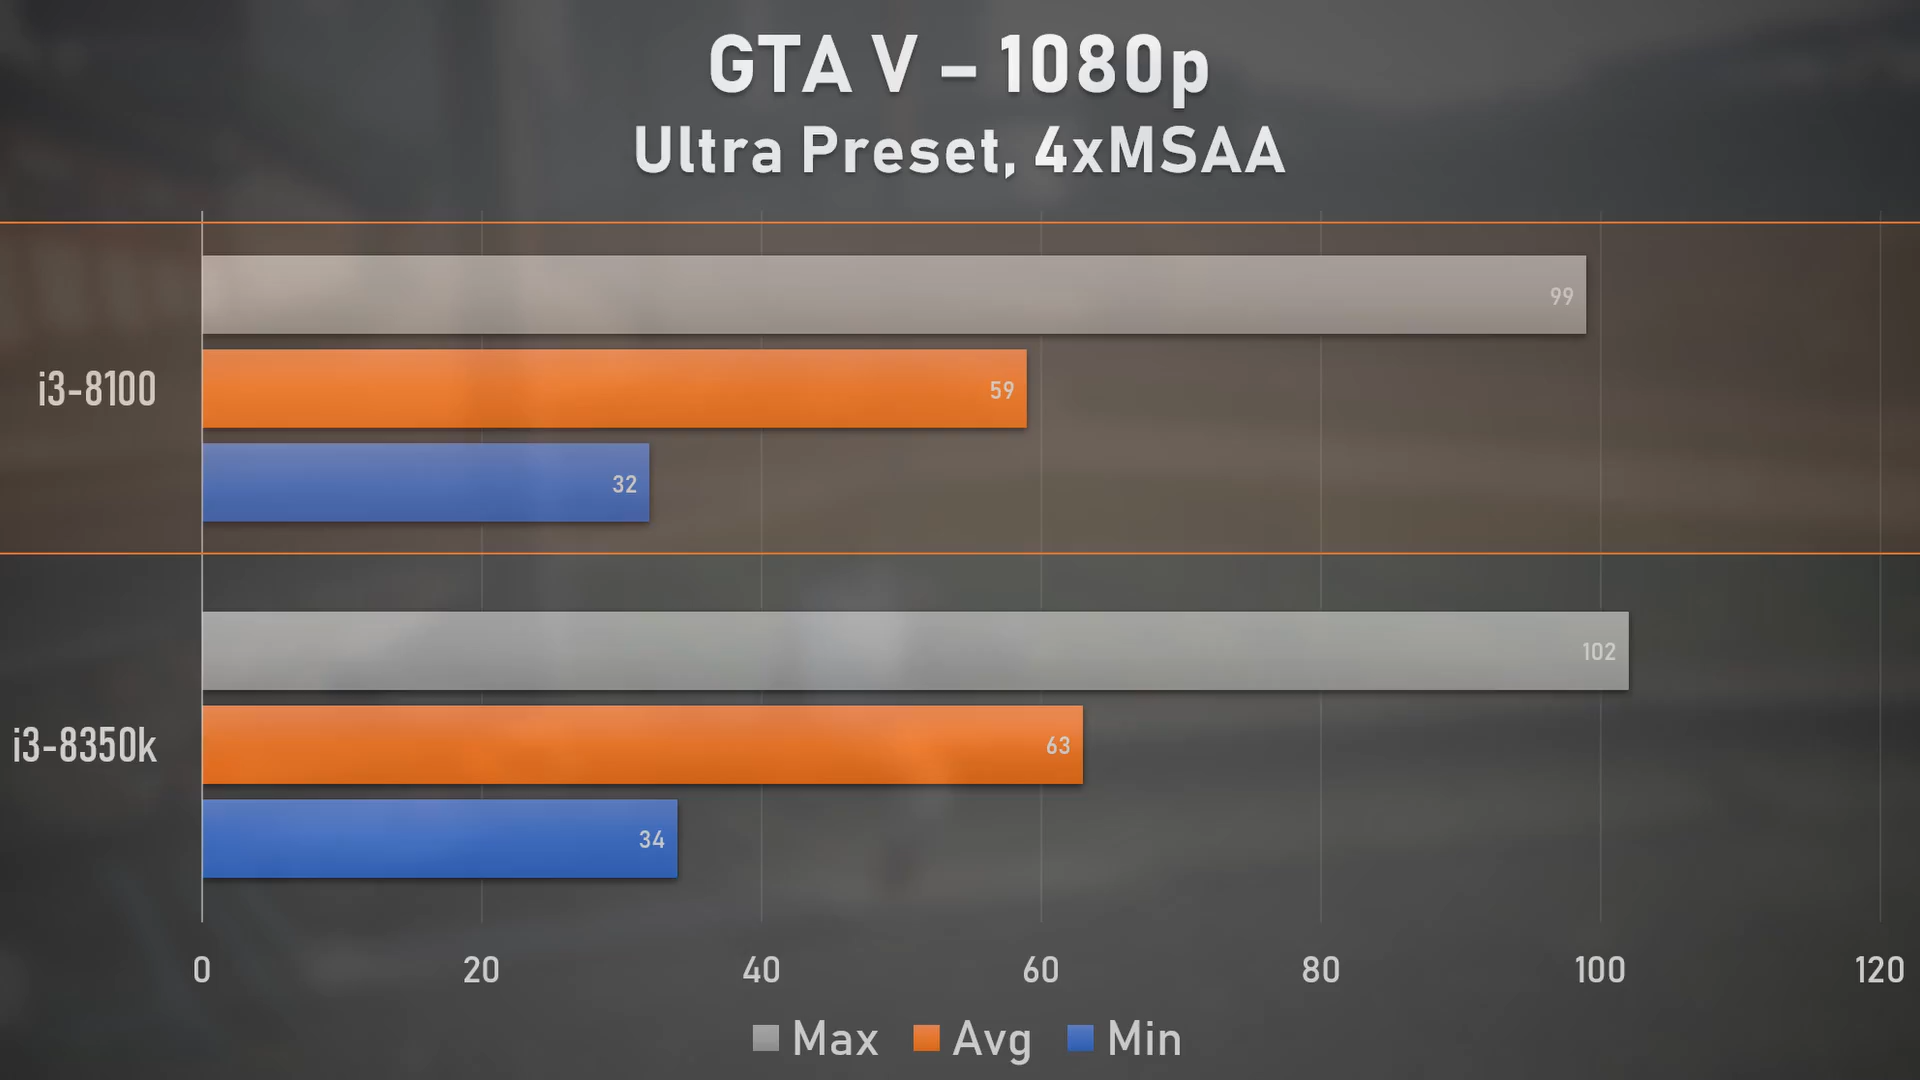 GTA V – 1080p
Ultra Preset, 4xMSAA
99
i3-8100
59
32
102
i3-8350k
63
34
0 20 40 60 80 100 120
Max Avg Min